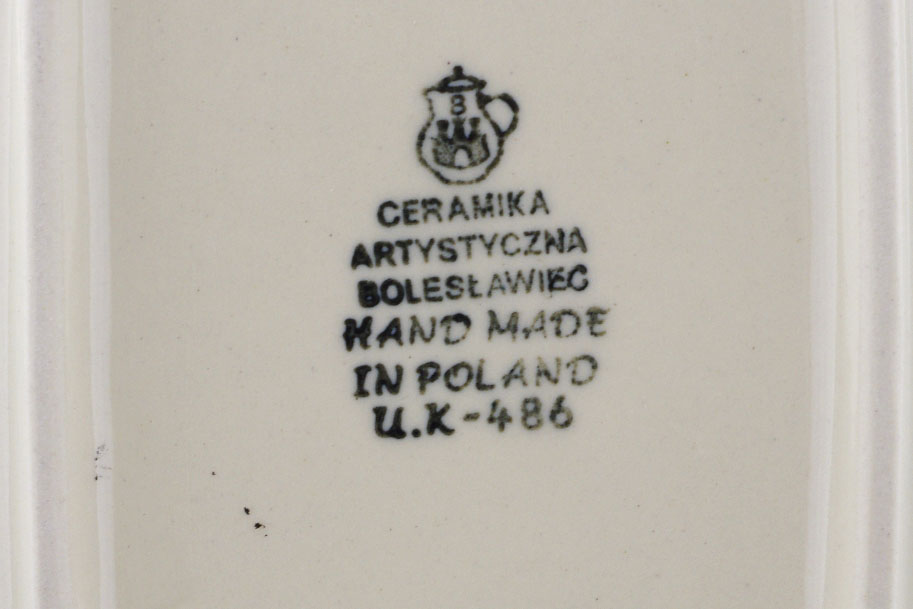 B
CERAMIKA
ARTYSTYCZNA
BOLESŁAWIEC
HAND MADE
IN POLAND
U.K-486